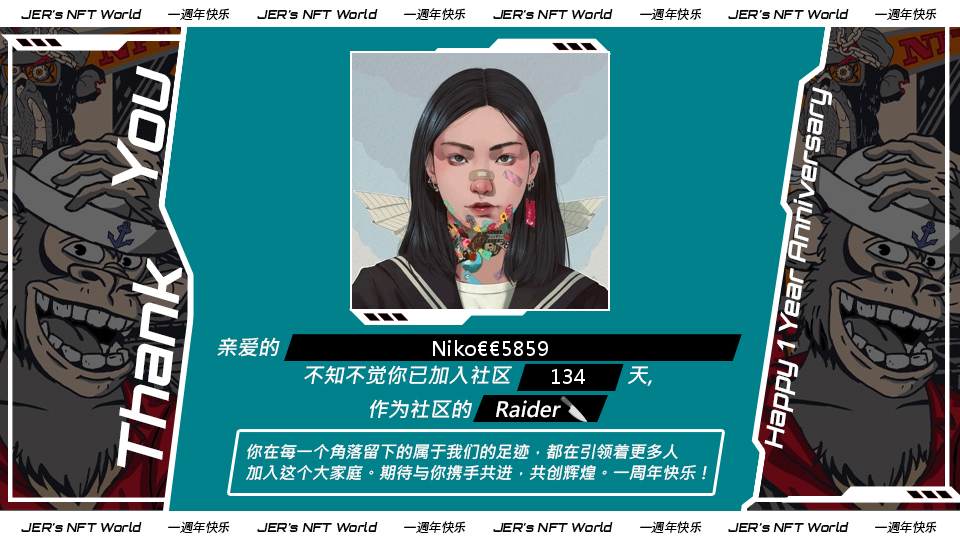 JER's NFT World 一週年快乐 JER's NFT World 一週年快乐 JER's NFT World 一週年快乐 JER's NFT World 一週年快乐
Thank You
亲爱的 Niko€€5859
不知不觉你已加入社区 134 天,
作为社区的 Raider🔪
你在每一个角落留下的属于我们的足迹，都在引领着更多人
加入这个大家庭。期待与你携手共进，共创辉煌。一周年快乐！
Happy 1 Year Anniversary
JER's NFT World 一週年快乐 JER's NFT World 一週年快乐 JER's NFT World 一週年快乐 JER's NFT World 一週年快乐